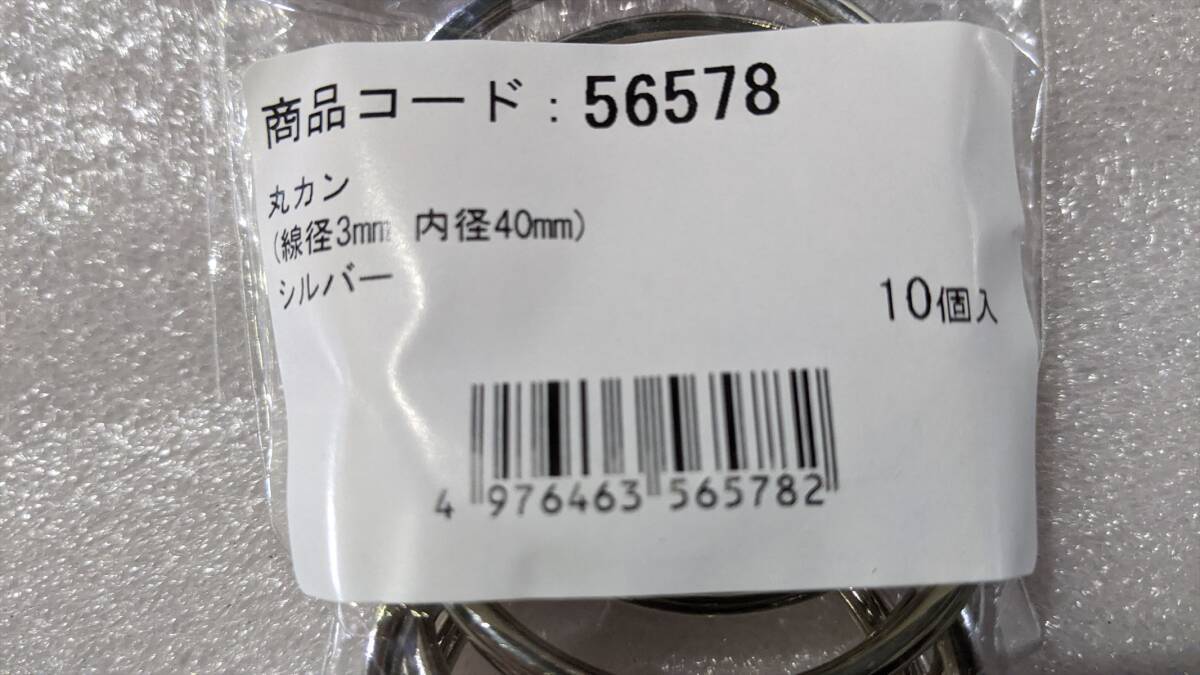 商品コード：56578
丸カン
(線径3mm 内径40mm)
シルバー
10個入
4 976463 565782